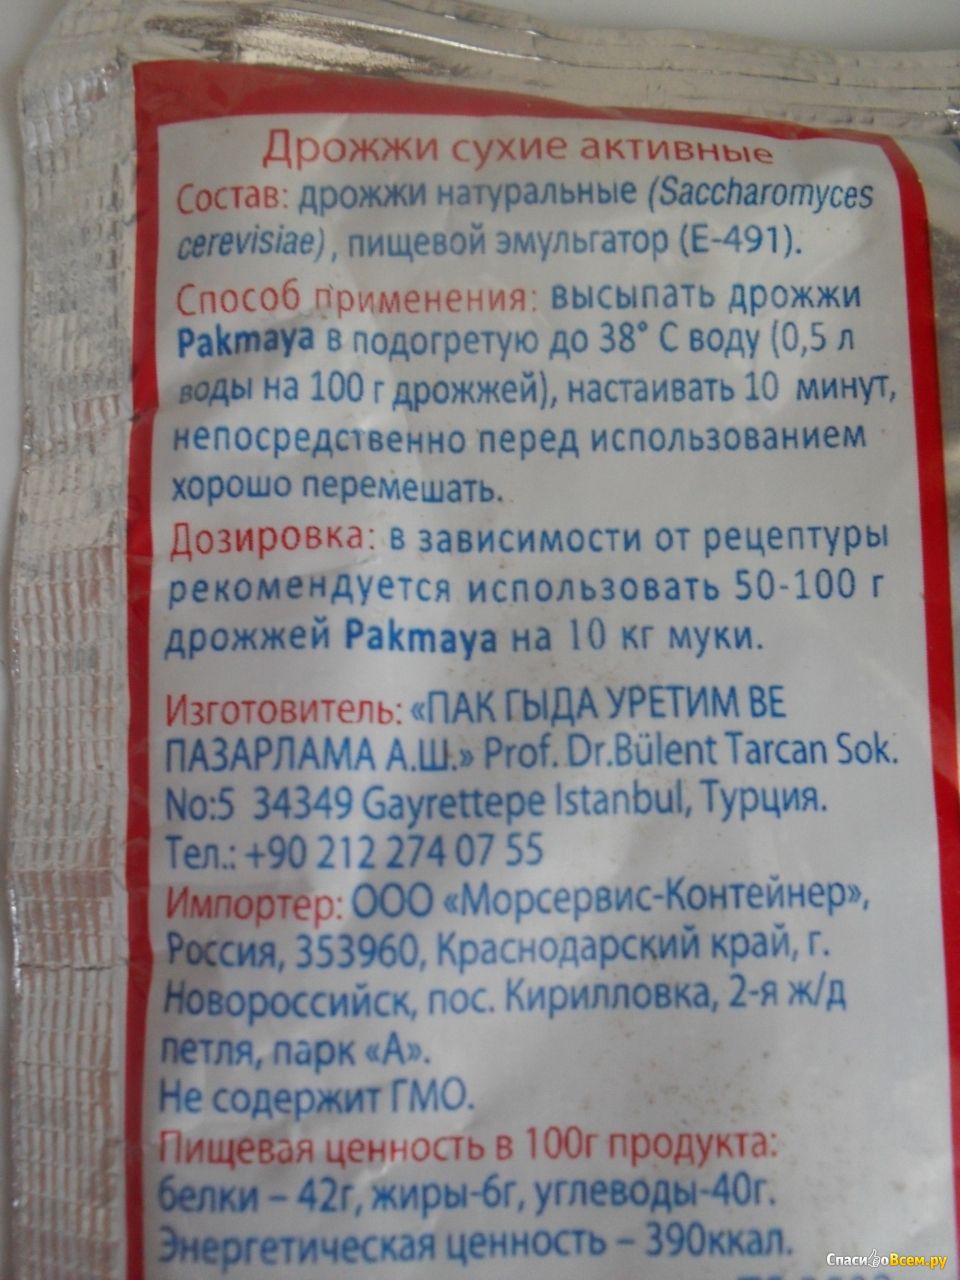 Дрожжи сухие активные
Состав: дрожжи натуральные (Saccharomyces
cerevisiae), пищевой эмульгатор (Е-491).
Способ применения: высыпать дрожжи
Pakmaya в подогретую до 38° С воду (0,5 л
воды на 100 г дрожжей), настаивать 10 минут,
непосредственно перед использованием
хорошо перемешать.
Дозировка: в зависимости от рецептуры
рекомендуется использовать 50-100 г
дрожжей Pakmaya на 10 кг муки.
Изготовитель: «ПАК ГЫДА УРЕТИМ ВЕ
ПАЗАРЛАМА А.Ш.» Prof. Dr.Bülent Tarcan Sok.
No:5 34349 Gayrettepe Istanbul, Турция.
Тел.: +90 212 274 07 55
Импортер: ООО «Морсервис-Контейнер»,
Россия, 353960, Краснодарский край, г.
Новороссийск, пос. Кирилловка, 2-я ж/д
петля, парк «А».
Не содержит ГМО.
Пищевая ценность в 100г продукта:
белки – 42г, жиры-6г, углеводы-40г.
Энергетическая ценность – 390ккал.
СпасибоВсем.ру